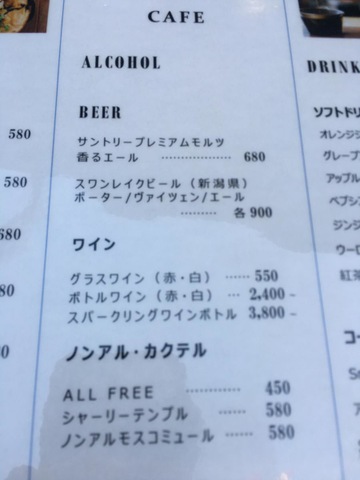 CAFE
ALCOHOL
BEER
サントリープレミアムモルツ
香るエール ……………… 680
スワンレイクビール（新潟県）
ポーター/ヴァイツェン/エール
……… 各900
ワイン
グラスワイン（赤・白） …… 550
ボトルワイン（赤・白） … 2,400~
スパークリングワインボトル 3,800~
ノンアル・カクテル
ALL FREE ………… 450
シャーリーテンプル …… 580
ノンアルモスコミュール …… 580
580
580
680
DRINK
ソフトドリ
オレンジジ
グレープ
アップル
ペプシ
ジンジ
ウーロ
紅茶
コー